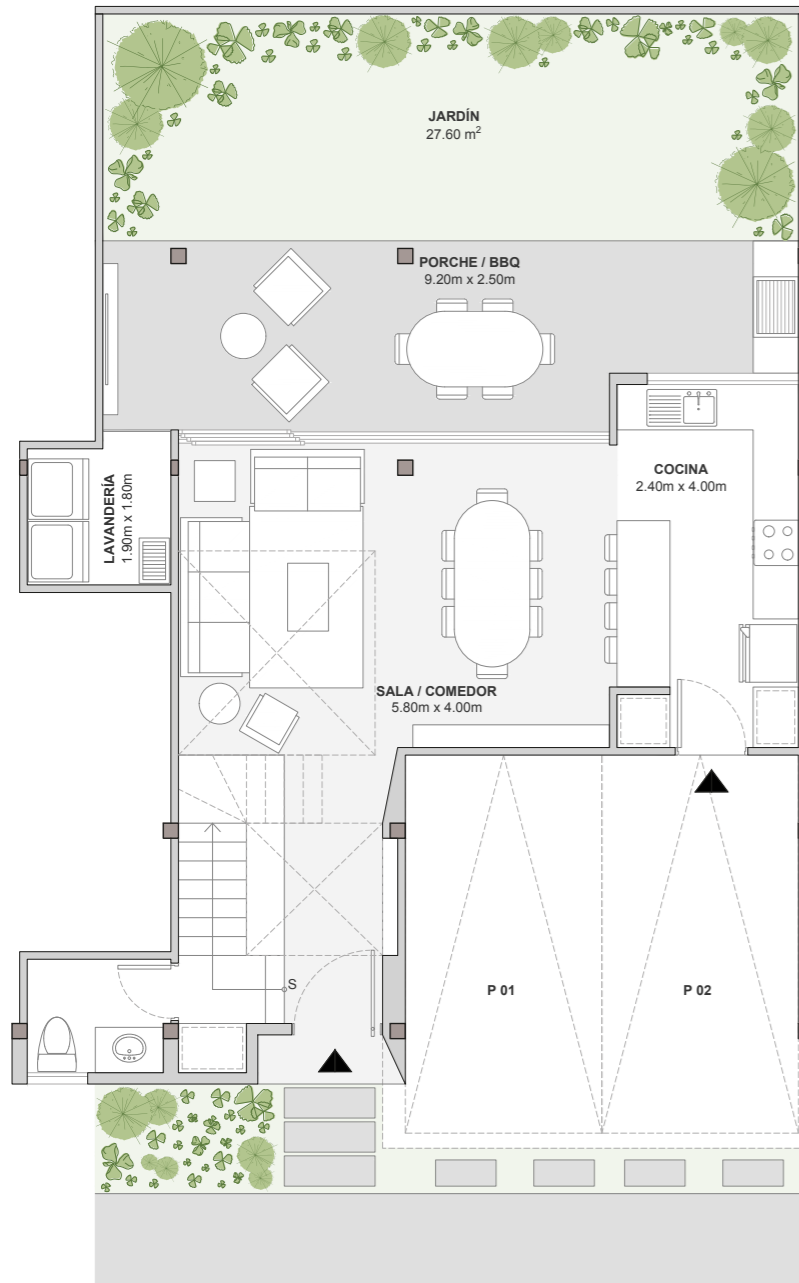 JARDÍN
27.60 m²
PORCHE / BBQ
9.20m x 2.50m
COCINA
2.40m x 4.00m
LAVANDERÍA
1.90m x 1.80m
SALA / COMEDOR
5.80m x 4.00m
S
P 01
P 02